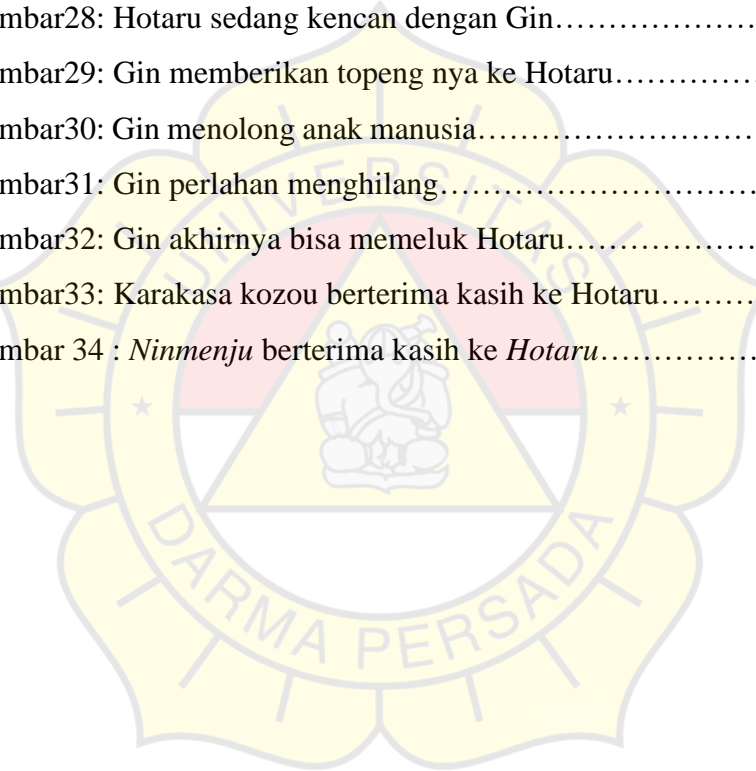 mbar28: Hotaru sedang kencan dengan Gin…………………
mbar29: Gin memberikan topeng nya ke Hotaru……………
mbar30: Gin menolong anak manusia………………………
mbar31: Gin perlahan menghilang……………………………
mbar32: Gin akhirnya bisa memeluk Hotaru…………………
mbar33: Karakasa kozou berterima kasih ke Hotaru…………
mbar 34 : Ninmenju berterima kasih ke Hotaru………………
UNIVERSITAS
DARMA PERSADA